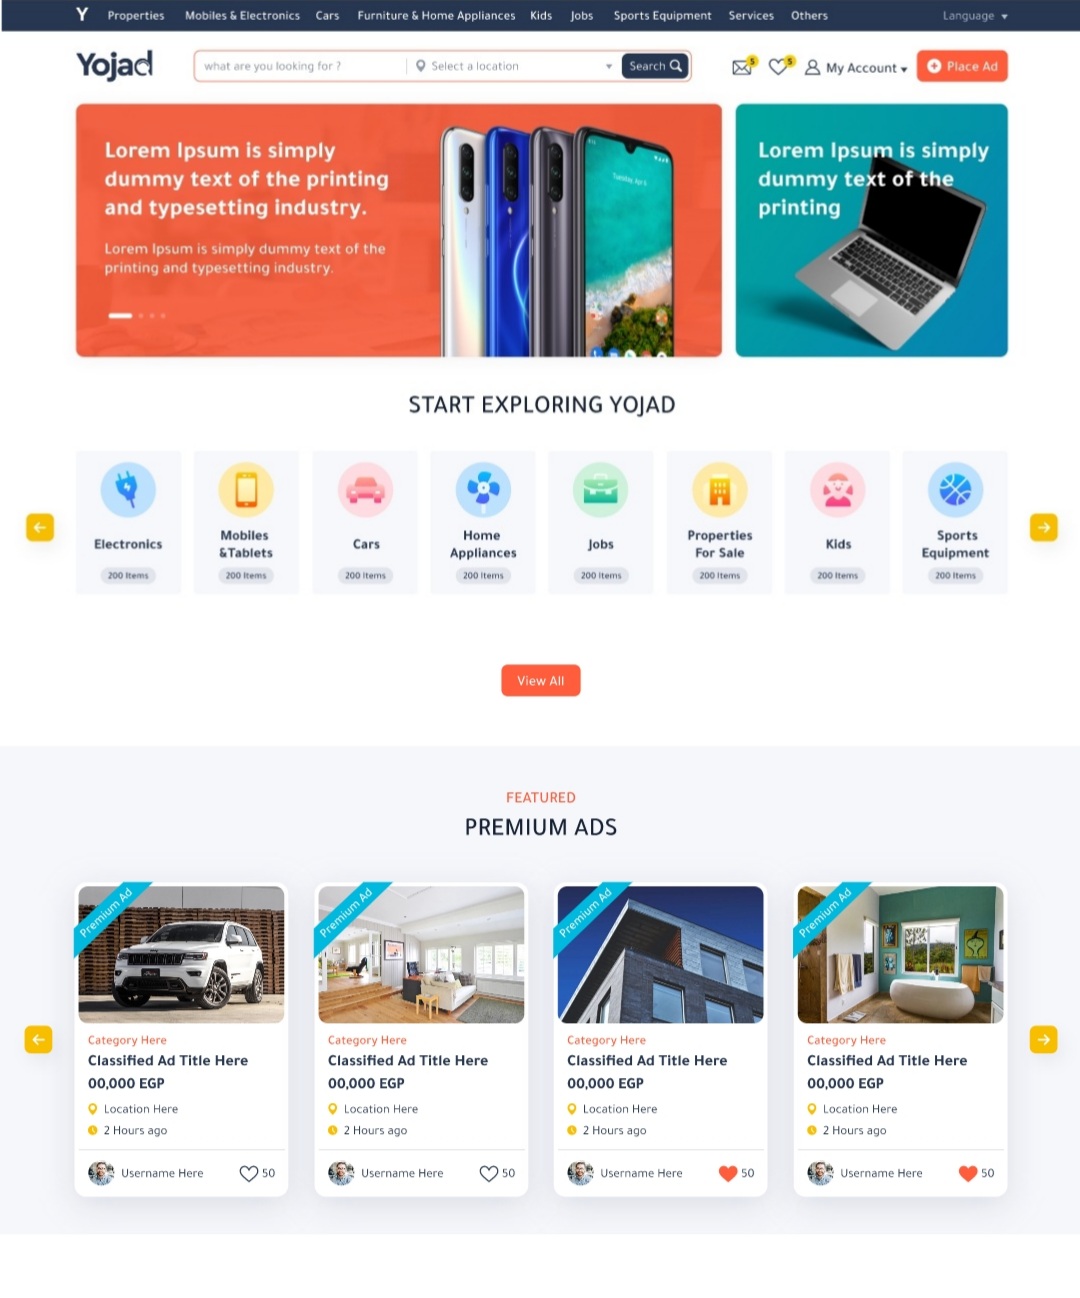 Y Properties Mobiles & Electronics Cars Furniture & Home Appliances Kids Jobs Sports Equipment Services Others Language
Yojad
what are you looking for ?
Select a location
Search
5
5
My Account
Place Ad
Lorem Ipsum is simply
dummy text of the printing
and typesetting industry.
Lorem Ipsum is simply dummy text of the
printing and typesetting industry.
Lorem Ipsum is simply
dummy text of the
printing
START EXPLORING YOJAD
Electronics
200 Items
Mobiles
&Tablets
200 Items
Cars
200 Items
Home
Appliances
200 Items
Jobs
200 Items
Properties
For Sale
200 Items
Kids
200 Items
Sports
Equipment
200 Items
View All
FEATURED
PREMIUM ADS
Premium Ad
Category Here
Classified Ad Title Here
00,000 EGP
Location Here
2 Hours ago
Username Here
50
Premium Ad
Category Here
Classified Ad Title Here
00,000 EGP
Location Here
2 Hours ago
Username Here
50
Premium Ad
Category Here
Classified Ad Title Here
00,000 EGP
Location Here
2 Hours ago
Username Here
50
Premium Ad
Category Here
Classified Ad Title Here
00,000 EGP
Location Here
2 Hours ago
Username Here
50